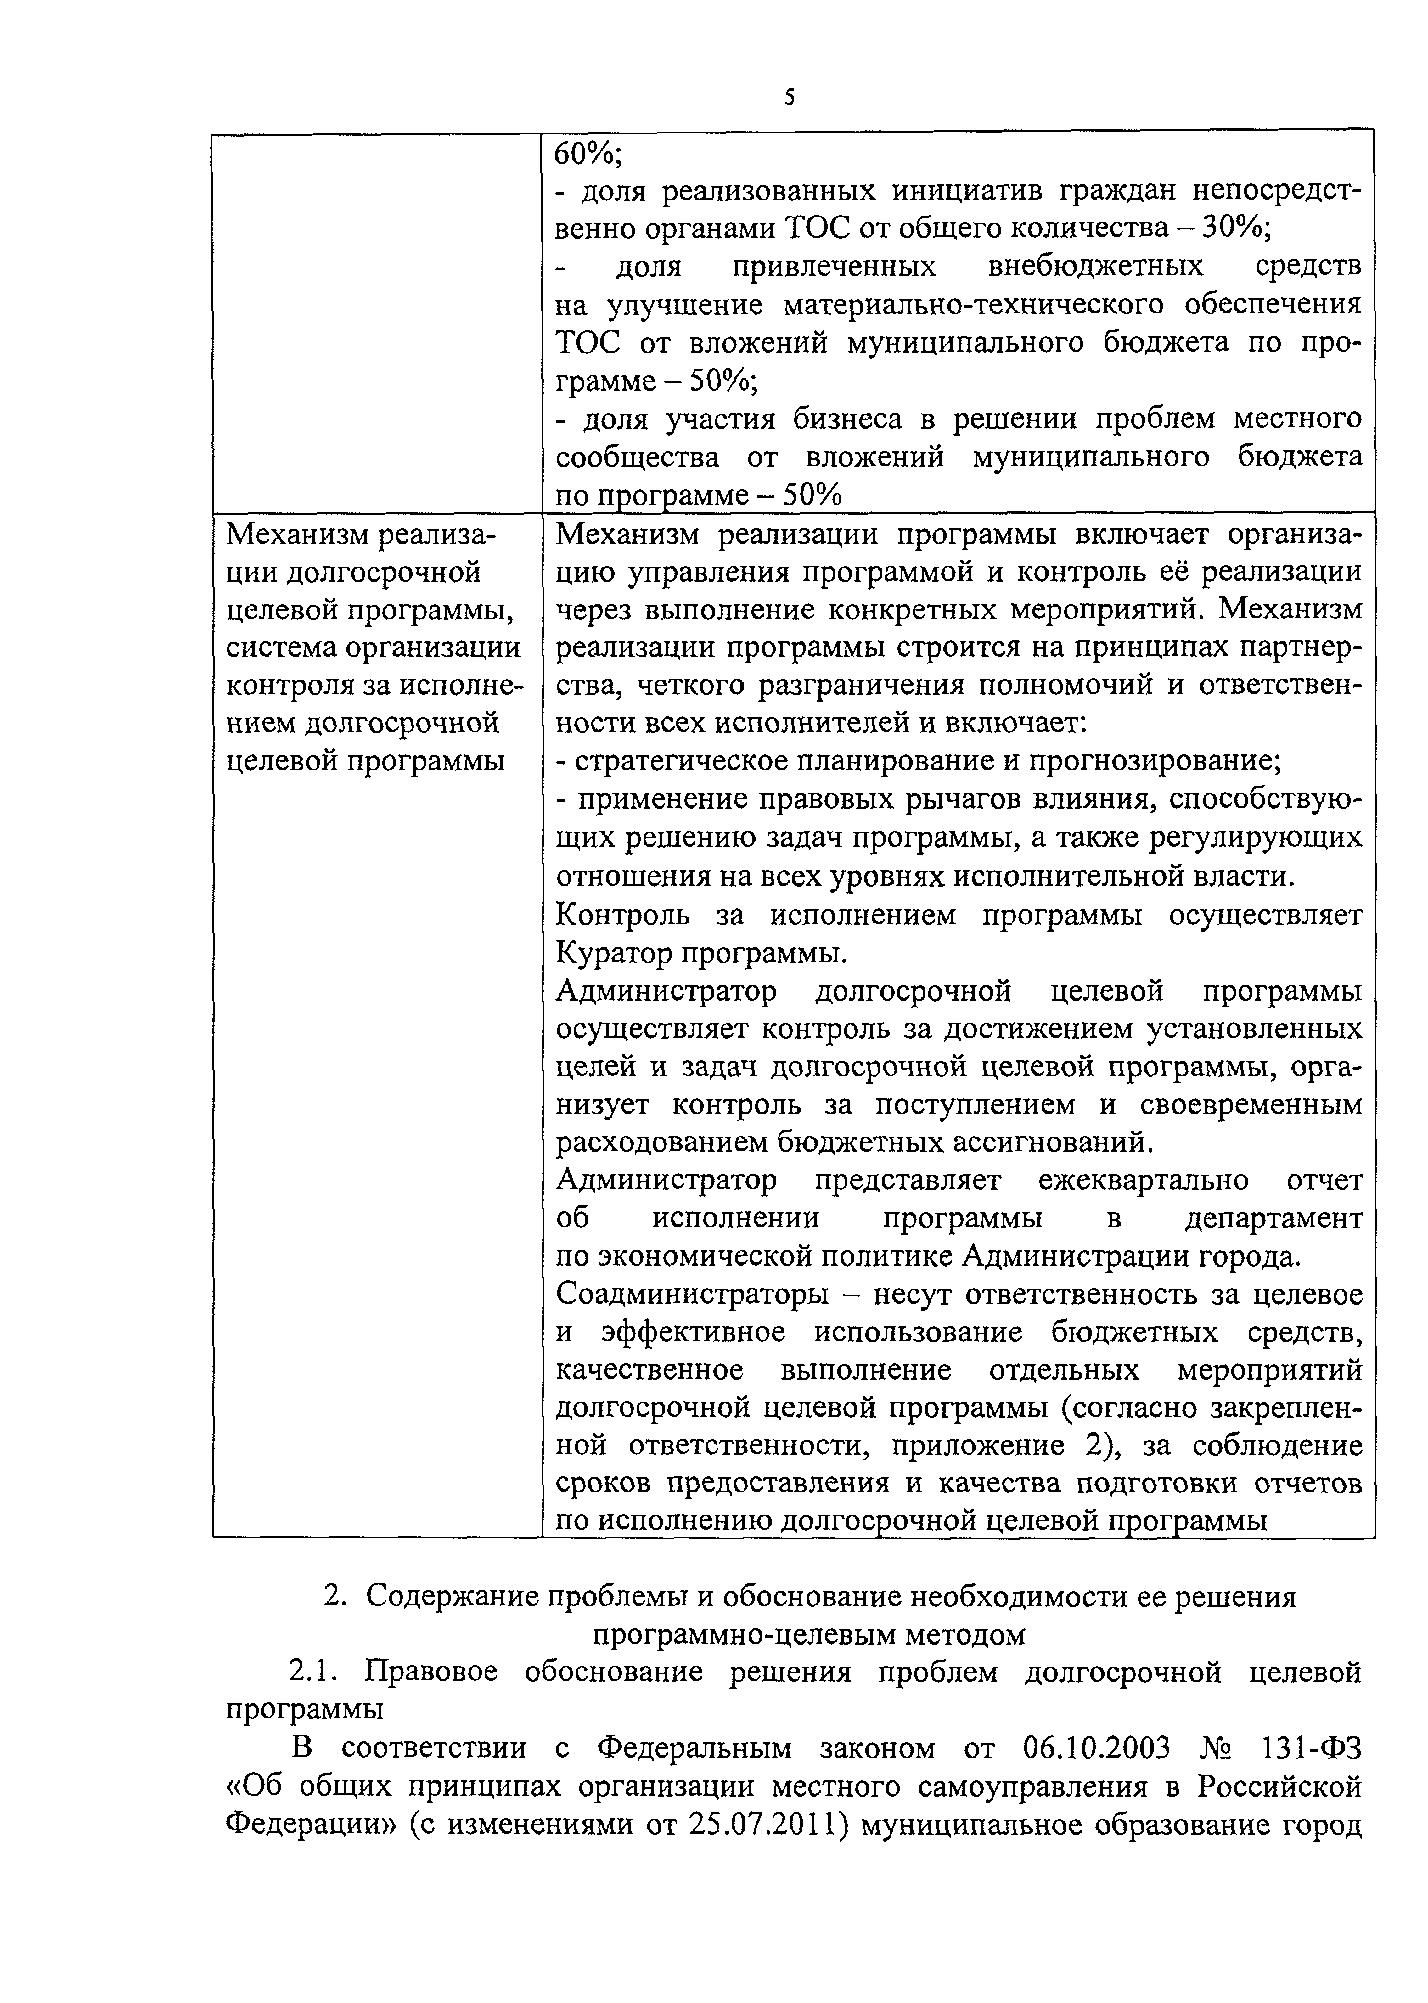 5
60%;
- доля реализованных инициатив граждан непосредст-
венно органами ТОС от общего количества – 30%;
- доля привлеченных внебюджетных средств
на улучшение материально-технического обеспечения
ТОС от вложений муниципального бюджета по про-
грамме – 50%;
- доля участия бизнеса в решении проблем местного
сообщества от вложений муниципального бюджета
по программе – 50%
Механизм реализа-
ции долгосрочной
целевой программы,
система организации
контроля за исполне-
нием долгосрочной
целевой программы
Механизм реализации программы включает организа-
цию управления программой и контроль её реализации
через выполнение конкретных мероприятий. Механизм
реализации программы строится на принципах партнер-
ства, четкого разграничения полномочий и ответствен-
ности всех исполнителей и включает:
- стратегическое планирование и прогнозирование;
- применение правовых рычагов влияния, способствую-
щих решению задач программы, а также регулирующих
отношения на всех уровнях исполнительной власти.
Контроль за исполнением программы осуществляет
Куратор программы.
Администратор долгосрочной целевой программы
осуществляет контроль за достижением установленных
целей и задач долгосрочной целевой программы, орга-
низует контроль за поступлением и своевременным
расходованием бюджетных ассигнований.
Администратор представляет ежеквартально отчет
об исполнении программы в департамент
по экономической политике Администрации города.
Соадминистраторы – несут ответственность за целевое
и эффективное использование бюджетных средств,
качественное выполнение отдельных мероприятий
долгосрочной целевой программы (согласно закреплен-
ной ответственности, приложение 2), за соблюдение
сроков предоставления и качества подготовки отчетов
по исполнению долгосрочной целевой программы
2. Содержание проблемы и обоснование необходимости ее решения
программно-целевым методом
2.1. Правовое обоснование решения проблем долгосрочной целевой
программы
В соответствии с Федеральным законом от 06.10.2003 № 131-ФЗ
«Об общих принципах организации местного самоуправления в Российской
Федерации» (с изменениями от 25.07.2011) муниципальное образование город